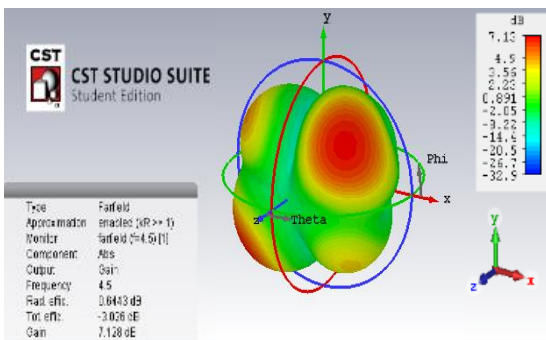 CST
CST STUDIO SUITE
Student Edition
y
Phi
x
z
Theta
dB
7.13
4.5
3.56
2.23
0.891
-2.05
-3.22
-14.4
-20.5
-26.7
-32.9
y
z
x
Type Farfield
Approximation enabled (kR >> 1)
Monitor farfield (f=4.5) [1]
Component Abs
Output Gain
Frequency 4.5
Rad. effic. 0.6443 dB
Tot. effic. -3.026 dB
Gain 7.128 dB